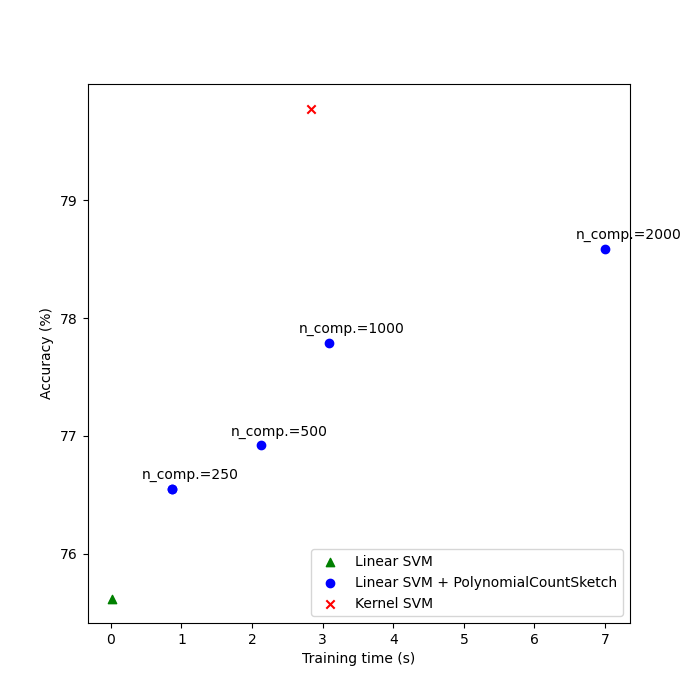 79
78
77
76
Accuracy (%)
n_comp.=2000
n_comp.=1000
n_comp.=500
n_comp.=250
Linear SVM
Linear SVM + PolynomialCountSketch
Kernel SVM
0 1 2 3 4 5 6 7
Training time (s)